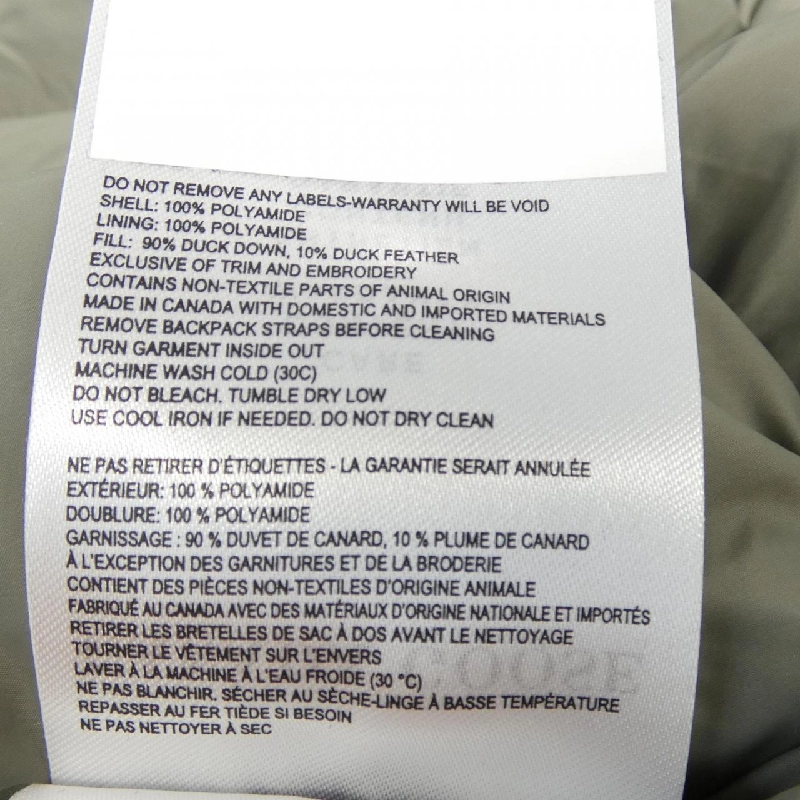 DO NOT REMOVE ANY LABELS-WARRANTY WILL BE VOID
SHELL: 100% POLYAMIDE
LINING: 100% POLYAMIDE
FILL: 90% DUCK DOWN, 10% DUCK FEATHER
EXCLUSIVE OF TRIM AND EMBROIDERY
CONTAINS NON-TEXTILE PARTS OF ANIMAL ORIGIN
MADE IN CANADA WITH DOMESTIC AND IMPORTED MATERIALS
REMOVE BACKPACK STRAPS BEFORE CLEANING
TURN GARMENT INSIDE OUT
MACHINE WASH COLD (30C)
DO NOT BLEACH. TUMBLE DRY LOW
USE COOL IRON IF NEEDED. DO NOT DRY CLEAN
NE PAS RETIRER D'ÉTIQUETTES - LA GARANTIE SERAIT ANNULÉE
EXTÉRIEUR: 100 % POLYAMIDE
DOUBLURE: 100 % POLYAMIDE
GARNISSAGE : 90 % DUVET DE CANARD, 10 % PLUME DE CANARD
À L'EXCEPTION DES GARNITURES ET DE LA BRODERIE
CONTIENT DES PIÈCES NON-TEXTILES D'ORIGINE ANIMALE
FABRIQUÉ AU CANADA AVEC DES MATÉRIAUX D'ORIGINE NATIONALE ET IMPORTÉS
RETIRER LES BRETELLES DE SAC À DOS AVANT LE NETTOYAGE
TOURNER LE VÊTEMENT SUR L'ENVERS
LAVER À LA MACHINE À L'EAU FROIDE (30 °C)
NE PAS BLANCHIR. SÉCHER AU SÈCHE-LINGE À BASSE TEMPÉRATURE
REPASSER AU FER TIÈDE SI BESOIN
NE PAS NETTOYER À SEC